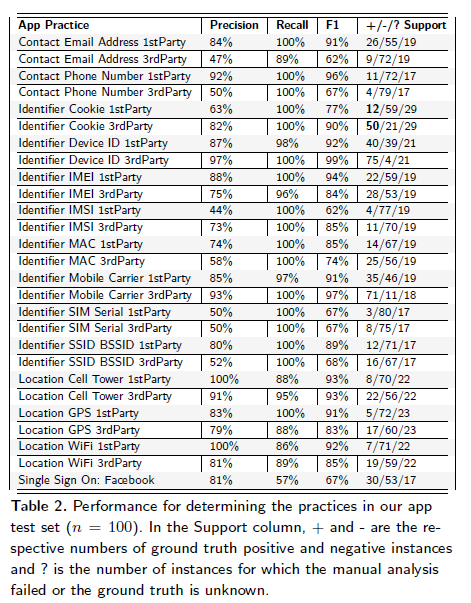 App Practice Precision Recall F1 +/-/? Support
Contact Email Address 1stParty 84% 100% 91% 26/55/19
Contact Email Address 3rdParty 47% 89% 62% 9/72/19
Contact Phone Number 1stParty 92% 100% 96% 11/72/17
Contact Phone Number 3rdParty 50% 100% 67% 4/79/17
Identifier Cookie 1stParty 63% 100% 77% 12/59/29
Identifier Cookie 3rdParty 82% 100% 90% 50/21/29
Identifier Device ID 1stParty 87% 98% 92% 40/39/21
Identifier Device ID 3rdParty 97% 100% 99% 75/4/21
Identifier IMEI 1stParty 88% 100% 94% 22/59/19
Identifier IMEI 3rdParty 75% 96% 84% 28/53/19
Identifier IMSI 1stParty 44% 100% 62% 4/77/19
Identifier IMSI 3rdParty 73% 100% 85% 11/70/19
Identifier MAC 1stParty 74% 100% 85% 14/67/19
Identifier MAC 3rdParty 58% 100% 74% 25/56/19
Identifier Mobile Carrier 1stParty 85% 97% 91% 35/46/19
Identifier Mobile Carrier 3rdParty 93% 100% 97% 71/11/18
Identifier SIM Serial 1stParty 50% 100% 67% 3/80/17
Identifier SIM Serial 3rdParty 50% 100% 67% 8/75/17
Identifier SSID BSSID 1stParty 80% 100% 89% 12/71/17
Identifier SSID BSSID 3rdParty 52% 100% 68% 16/67/17
Location Cell Tower 1stParty 100% 88% 93% 8/70/22
Location Cell Tower 3rdParty 91% 95% 93% 22/56/22
Location GPS 1stParty 83% 100% 91% 5/72/23
Location GPS 3rdParty 79% 88% 83% 17/60/23
Location WiFi 1stParty 100% 86% 92% 7/71/22
Location WiFi 3rdParty 81% 89% 85% 19/59/22
Single Sign On: Facebook 81% 57% 67% 30/53/17
Table 2. Performance for determining the practices in our app
test set (n = 100). In the Support column, + and - are the re-
spective numbers of ground truth positive and negative instances
and ? is the number of instances for which the manual analysis
failed or the ground truth is unknown.